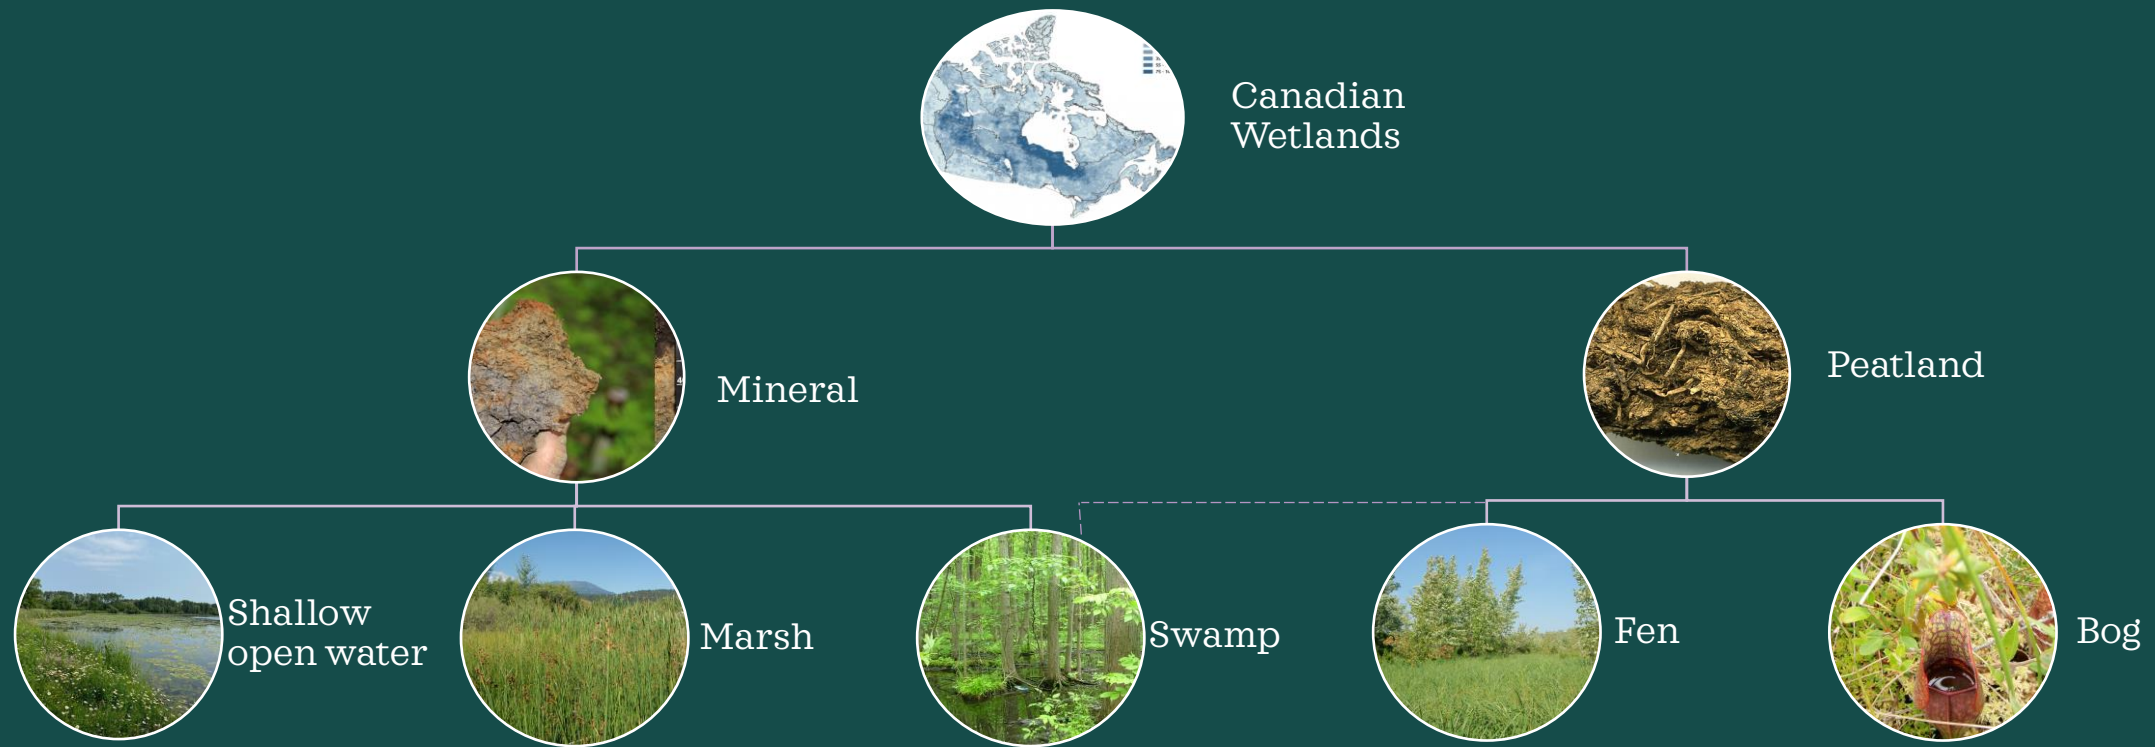 Canadian
Wetlands
Mineral
Peatland
Shallow
open water
Marsh
Swamp
Fen
Bog